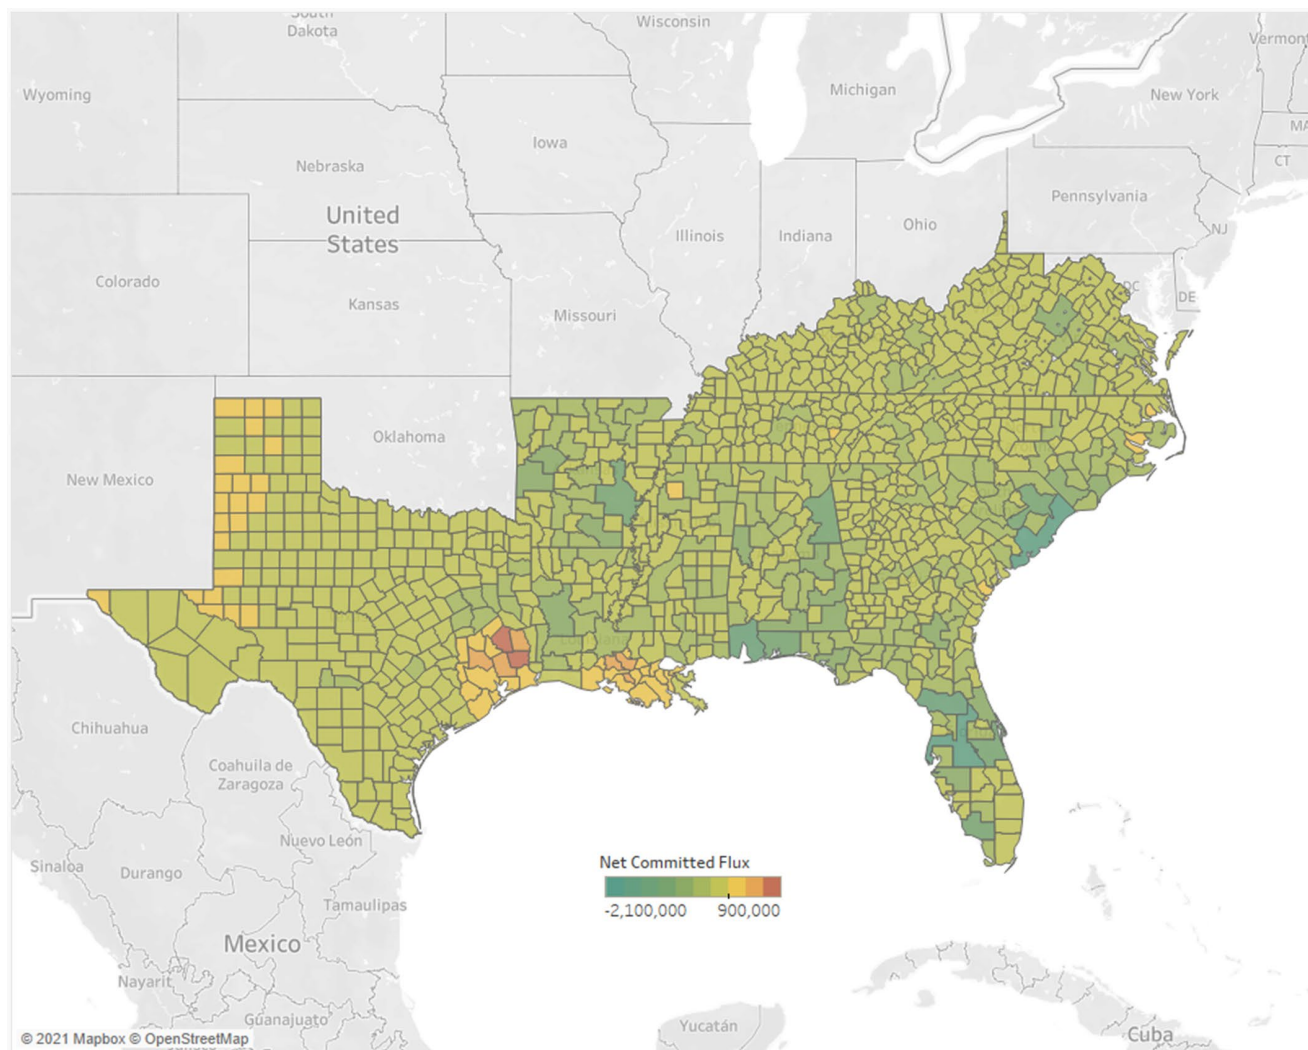 South
Dakota
Wisconsin
Vermont
Wyoming
Michigan
New York
MA
Iowa
CT
Nebraska
Pennsylvania
United
States
Illinois
Indiana
Ohio
NJ
Colorado
Kansas
Missouri
DC
DE
Oklahoma
New Mexico
Chihuahua
Coahuila de
Zaragoza
Nuevo León
Sinaloa
Durango
Tamaulipas
Net Committed Flux
-2,100,000 900,000
Mexico
Nayarit
Guanajuato
Yucatán
Cuba
© 2021 Mapbox © OpenStreetMap